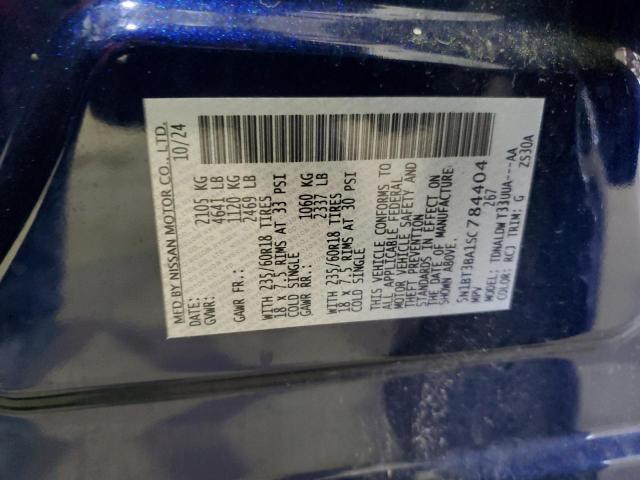 MFD BY NISSAN MOTOR CO., LTD.
DATE: 10/24
GVWR: 2105 KG
4641 LB
GAWR FR.: 1120 KG
2469 LB
WITH 235/60R18 TIRES
18 X 7.5 RIMS AT 33 PSI
COLD SINGLE
GAWR RR.: 1060 KG
2337 LB
WITH 235/60R18 TIRES
18 X 7.5 RIMS AT 30 PSI
COLD SINGLE
THIS VEHICLE CONFORMS TO
ALL APPLICABLE FEDERAL
MOTOR VEHICLE SAFETY AND
THEFT PREVENTION
STANDARDS IN EFFECT ON
THE DATE OF MANUFACTURE
SHOWN ABOVE.
5N1BT3BA1SC784404
MPV 267
MODEL: TDNALDWT33UUA---AA
COLOR: RCJ TRIM: G ZS30A